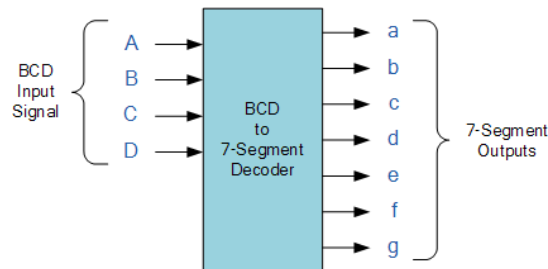 BCD
Input
Signal
A
B
C
D
BCD
to
7-Segment
Decoder
a
b
c
d
e
f
g
7-Segment
Outputs